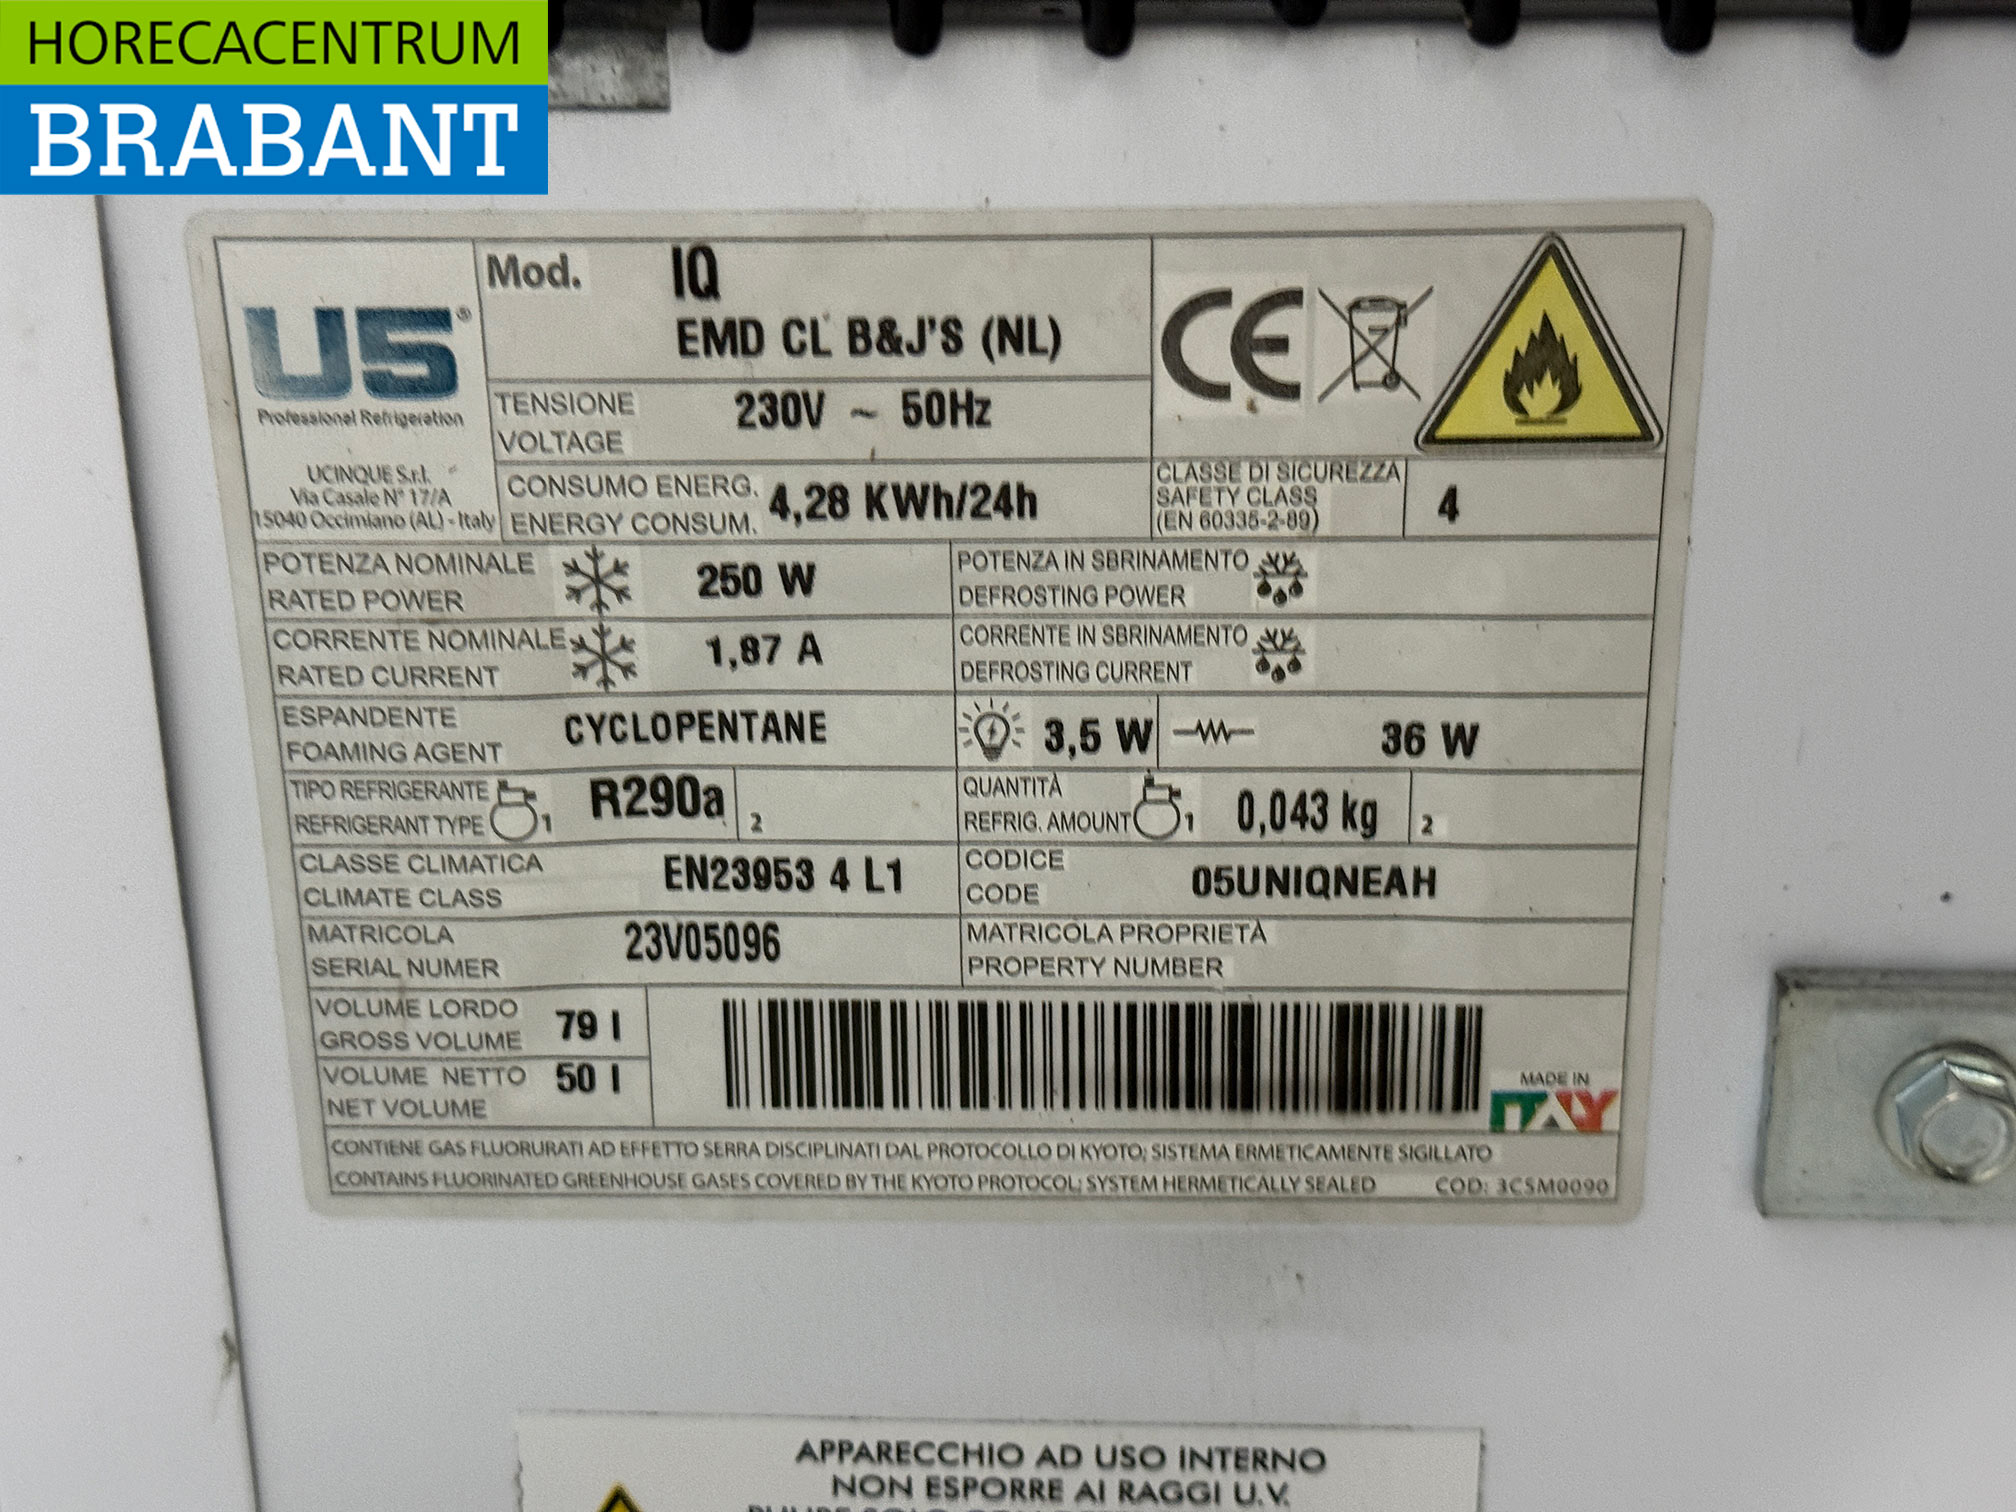 HORECACENTRUM
BRABANT
U5®
Professional Refrigeration
UCINQUE S.r.l.
Via Casale N° 17/A
15040 Occimiano (AL) - Italy
Mod. IQ
EMD CL B&J'S (NL)
TENSIONE
VOLTAGE
230V ~ 50Hz
CE
CONSUMO ENERG.
ENERGY CONSUM.
4,28 KWh/24h
CLASSE DI SICUREZZA
SAFETY CLASS
(EN 60335-2-89)
4
POTENZA NOMINALE
RATED POWER
250 W
POTENZA IN SBRINAMENTO
DEFROSTING POWER
CORRENTE NOMINALE
RATED CURRENT
1,87 A
CORRENTE IN SBRINAMENTO
DEFROSTING CURRENT
ESPANDENTE
FOAMING AGENT
CYCLOPENTANE
3,5 W
36 W
TIPO REFRIGERANTE
REFRIGERANT TYPE
1
R290a
2
QUANTITÀ
REFRIG. AMOUNT
1
0,043 kg
2
CLASSE CLIMATICA
CLIMATE CLASS
EN23953 4 L1
CODICE
CODE
05UNIQNEAH
MATRICOLA
SERIAL NUMER
23V05096
MATRICOLA PROPRIETÀ
PROPERTY NUMBER
VOLUME LORDO
GROSS VOLUME
79 l
VOLUME NETTO
NET VOLUME
50 l
MADE IN
ITALY
CONTIENE GAS FLUORURATI AD EFFETTO SERRA DISCIPLINATI DAL PROTOCOLLO DI KYOTO; SISTEMA ERMETICAMENTE SIGILLATO
CONTAINS FLUORINATED GREENHOUSE GASES COVERED BY THE KYOTO PROTOCOL; SYSTEM HERMETICALLY SEALED
COD: 3CSM0090
APPARECCHIO AD USO INTERNO
NON ESPORRE AI RAGGI U.V.